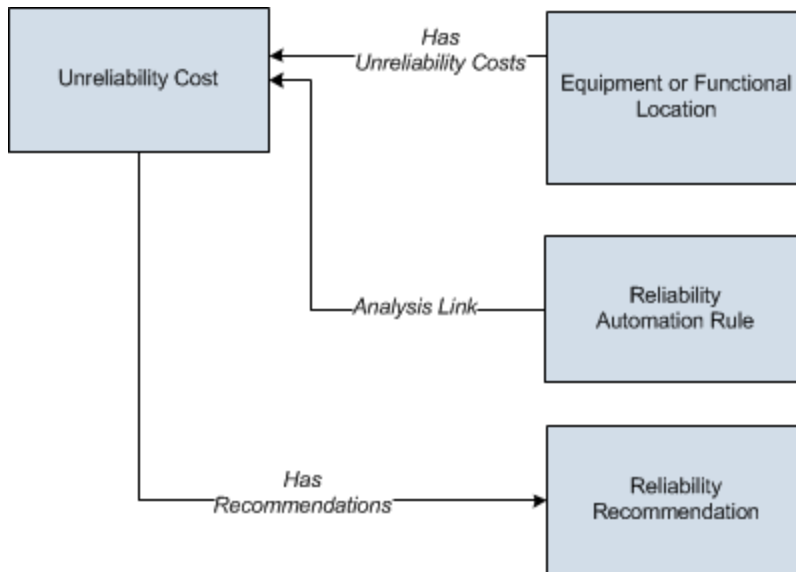 Has
Unreliability Costs
Unreliability Cost
Equipment or Functional
Location
Analysis Link
Reliability
Automation Rule
Has
Recommendations
Reliability
Recommendation